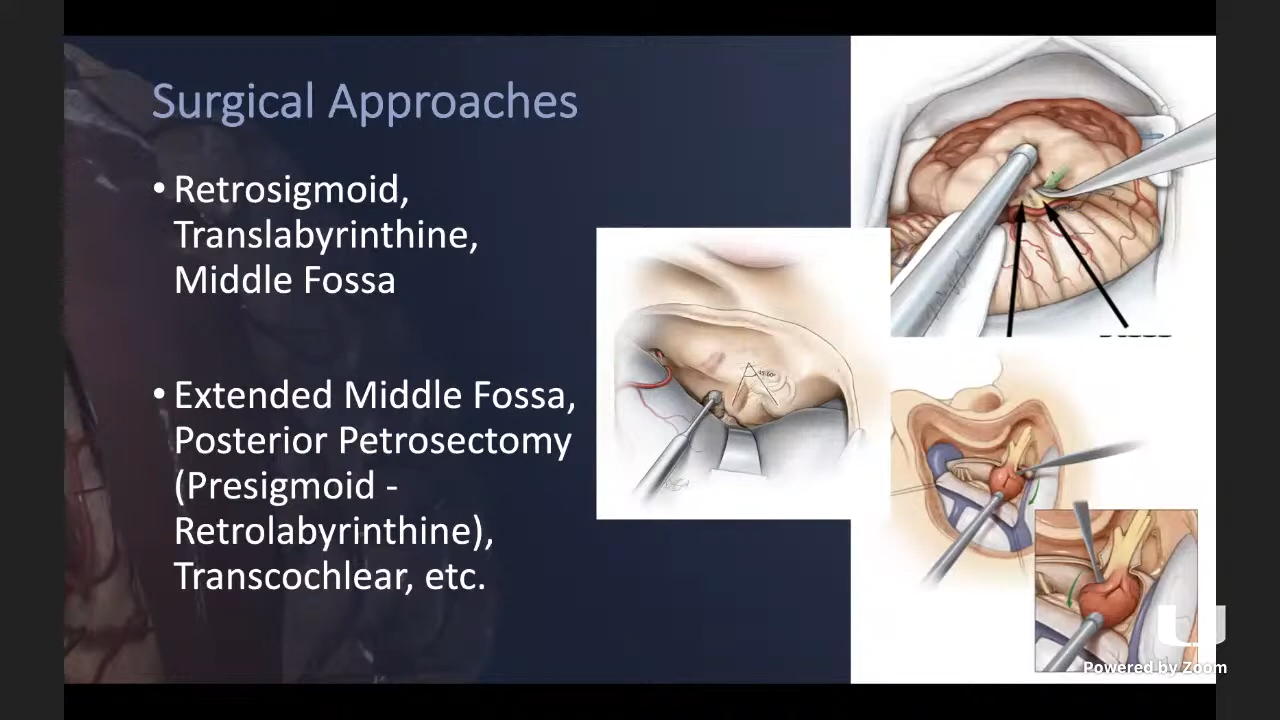 Surgical Approaches
• Retrosigmoid,
Translabyrinthine,
Middle Fossa
• Extended Middle Fossa,
Posterior Petrosectomy
(Presigmoid -
Retrolabyrinthine),
Transcochlear, etc.
Powered by Zoom